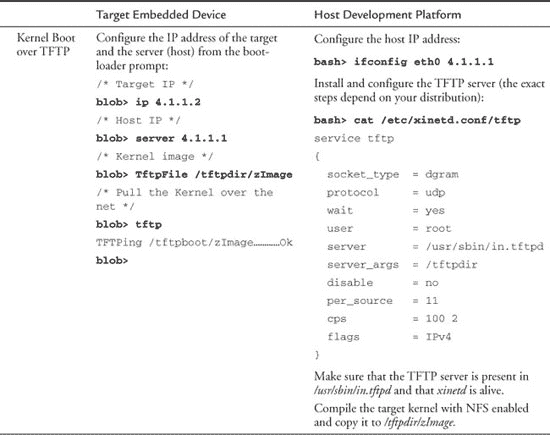 Target Embedded Device
Host Development Platform
Kernel Boot
over TFTP
Configure the IP address of the target
and the server (host) from the boot-
loader prompt:
/* Target IP */
blob> ip 4.1.1.2
/* Host IP */
blob> server 4.1.1.1
/* Kernel image */
blob> TftpFile /tftpdir/zImage
/* Pull the Kernel over the
net */
blob> tftp
TFTPing /tftpboot/zImage............Ok
blob>
Configure the host IP address:
bash> ifconfig eth0 4.1.1.1
Install and configure the TFTP server (the exact
steps depend on your distribution):
bash> cat /etc/xinetd.conf/tftp
service tftp
{
socket_type = dgram
protocol = udp
wait = yes
user = root
server = /usr/sbin/in.tftpd
server_args = /tftpdir
disable = no
per_source = 11
cps = 100 2
flags = IPv4
}
Make sure that the TFTP server is present in
/usr/sbin/in.tftpd and that xinetd is alive.
Compile the target kernel with NFS enabled
and copy it to /tftpdir/zImage.